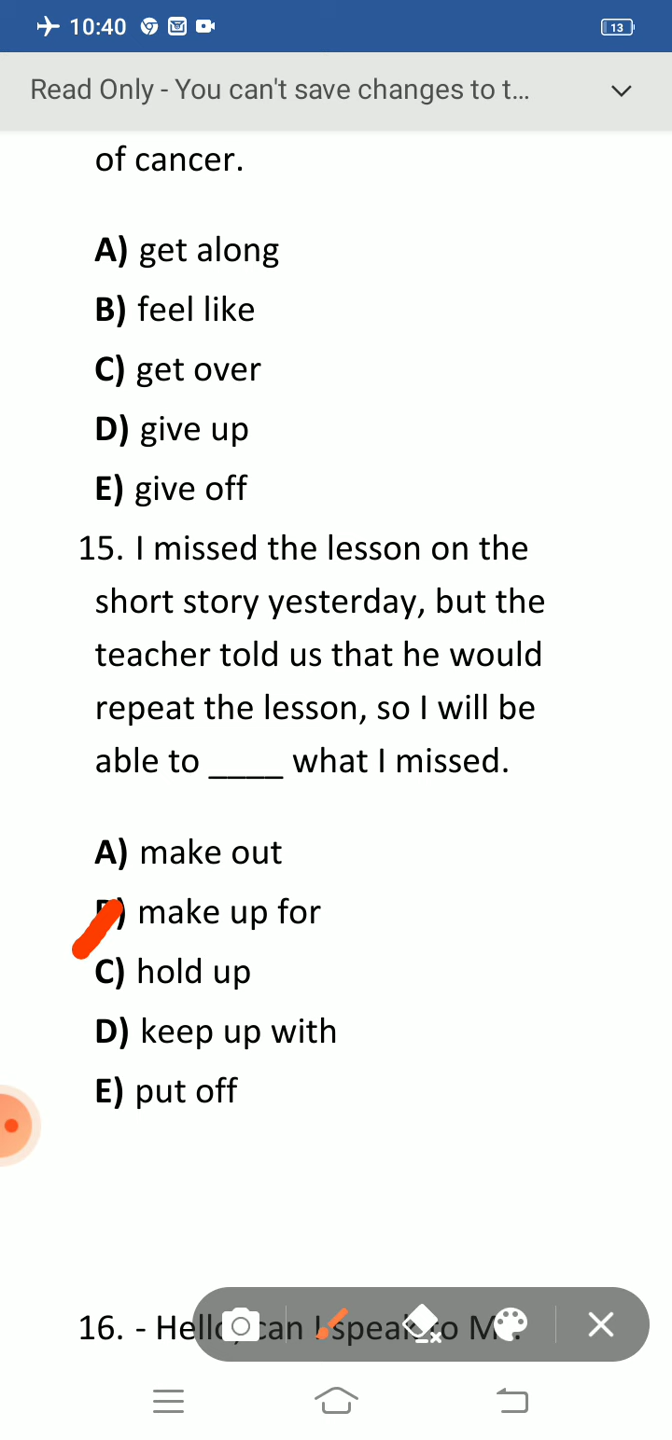 10:40
13
Read Only - You can't save changes to t...
of cancer.
A) get along
B) feel like
C) get over
D) give up
E) give off
15. I missed the lesson on the
short story yesterday, but the
teacher told us that he would
repeat the lesson, so I will be
able to ____ what I missed.
A) make out
) make up for
C) hold up
D) keep up with
E) put off
16. - Hello, can I speak to M